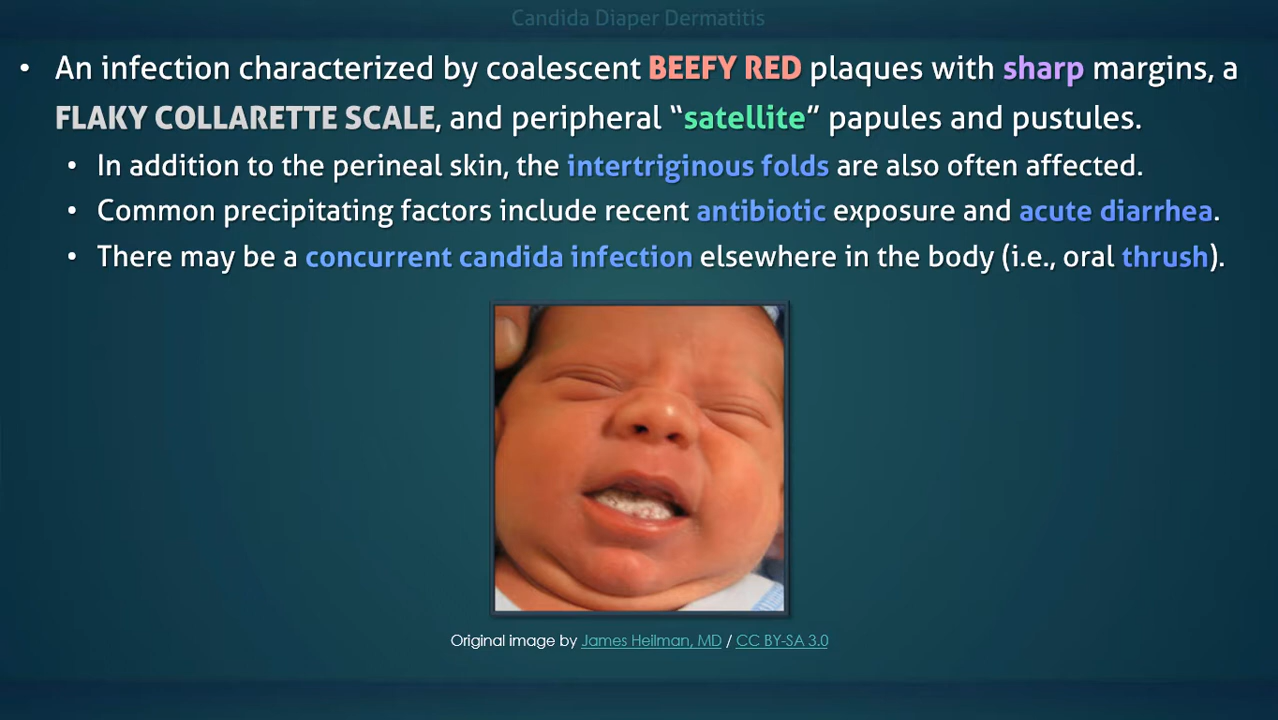 Candida Diaper Dermatitis
• An infection characterized by coalescent BEEFY RED plaques with sharp margins, a
FLAKY COLLARETTE SCALE, and peripheral “satellite” papules and pustules.
• In addition to the perineal skin, the intertriginous folds are also often affected.
• Common precipitating factors include recent antibiotic exposure and acute diarrhea.
• There may be a concurrent candida infection elsewhere in the body (i.e., oral thrush).
Original image by James Heilman, MD / CC BY-SA 3.0